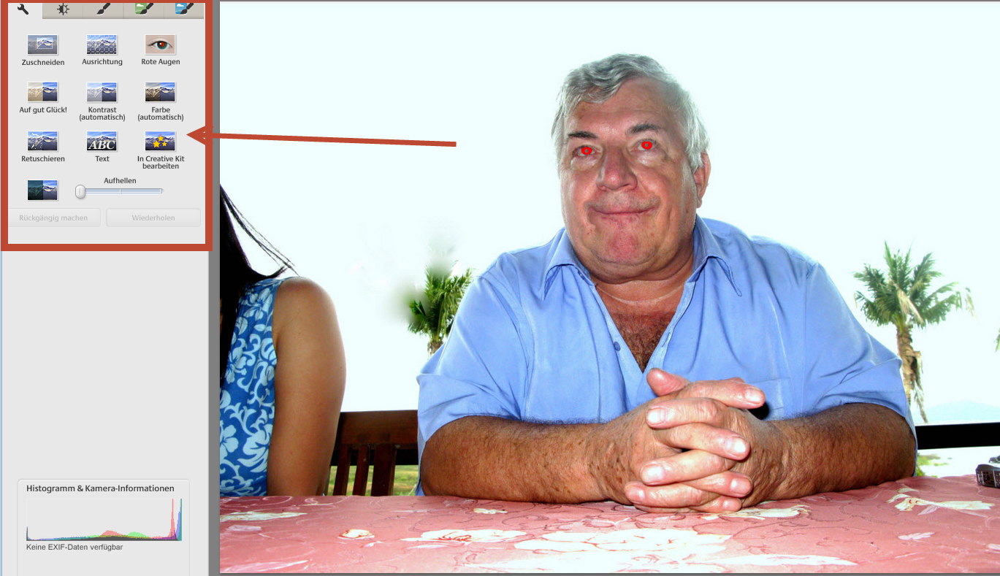 Zuschneiden
Ausrichtung
Rote Augen
Auf gut Glück!
Kontrast
(automatisch)
Farbe
(automatisch)
Retuschieren
ABC
Text
In Creative Kit
bearbeiten
Aufhellen
Rückgängig machen
Wiederholen
Histogramm & Kamera-Informationen
Keine EXIF-Daten verfügbar